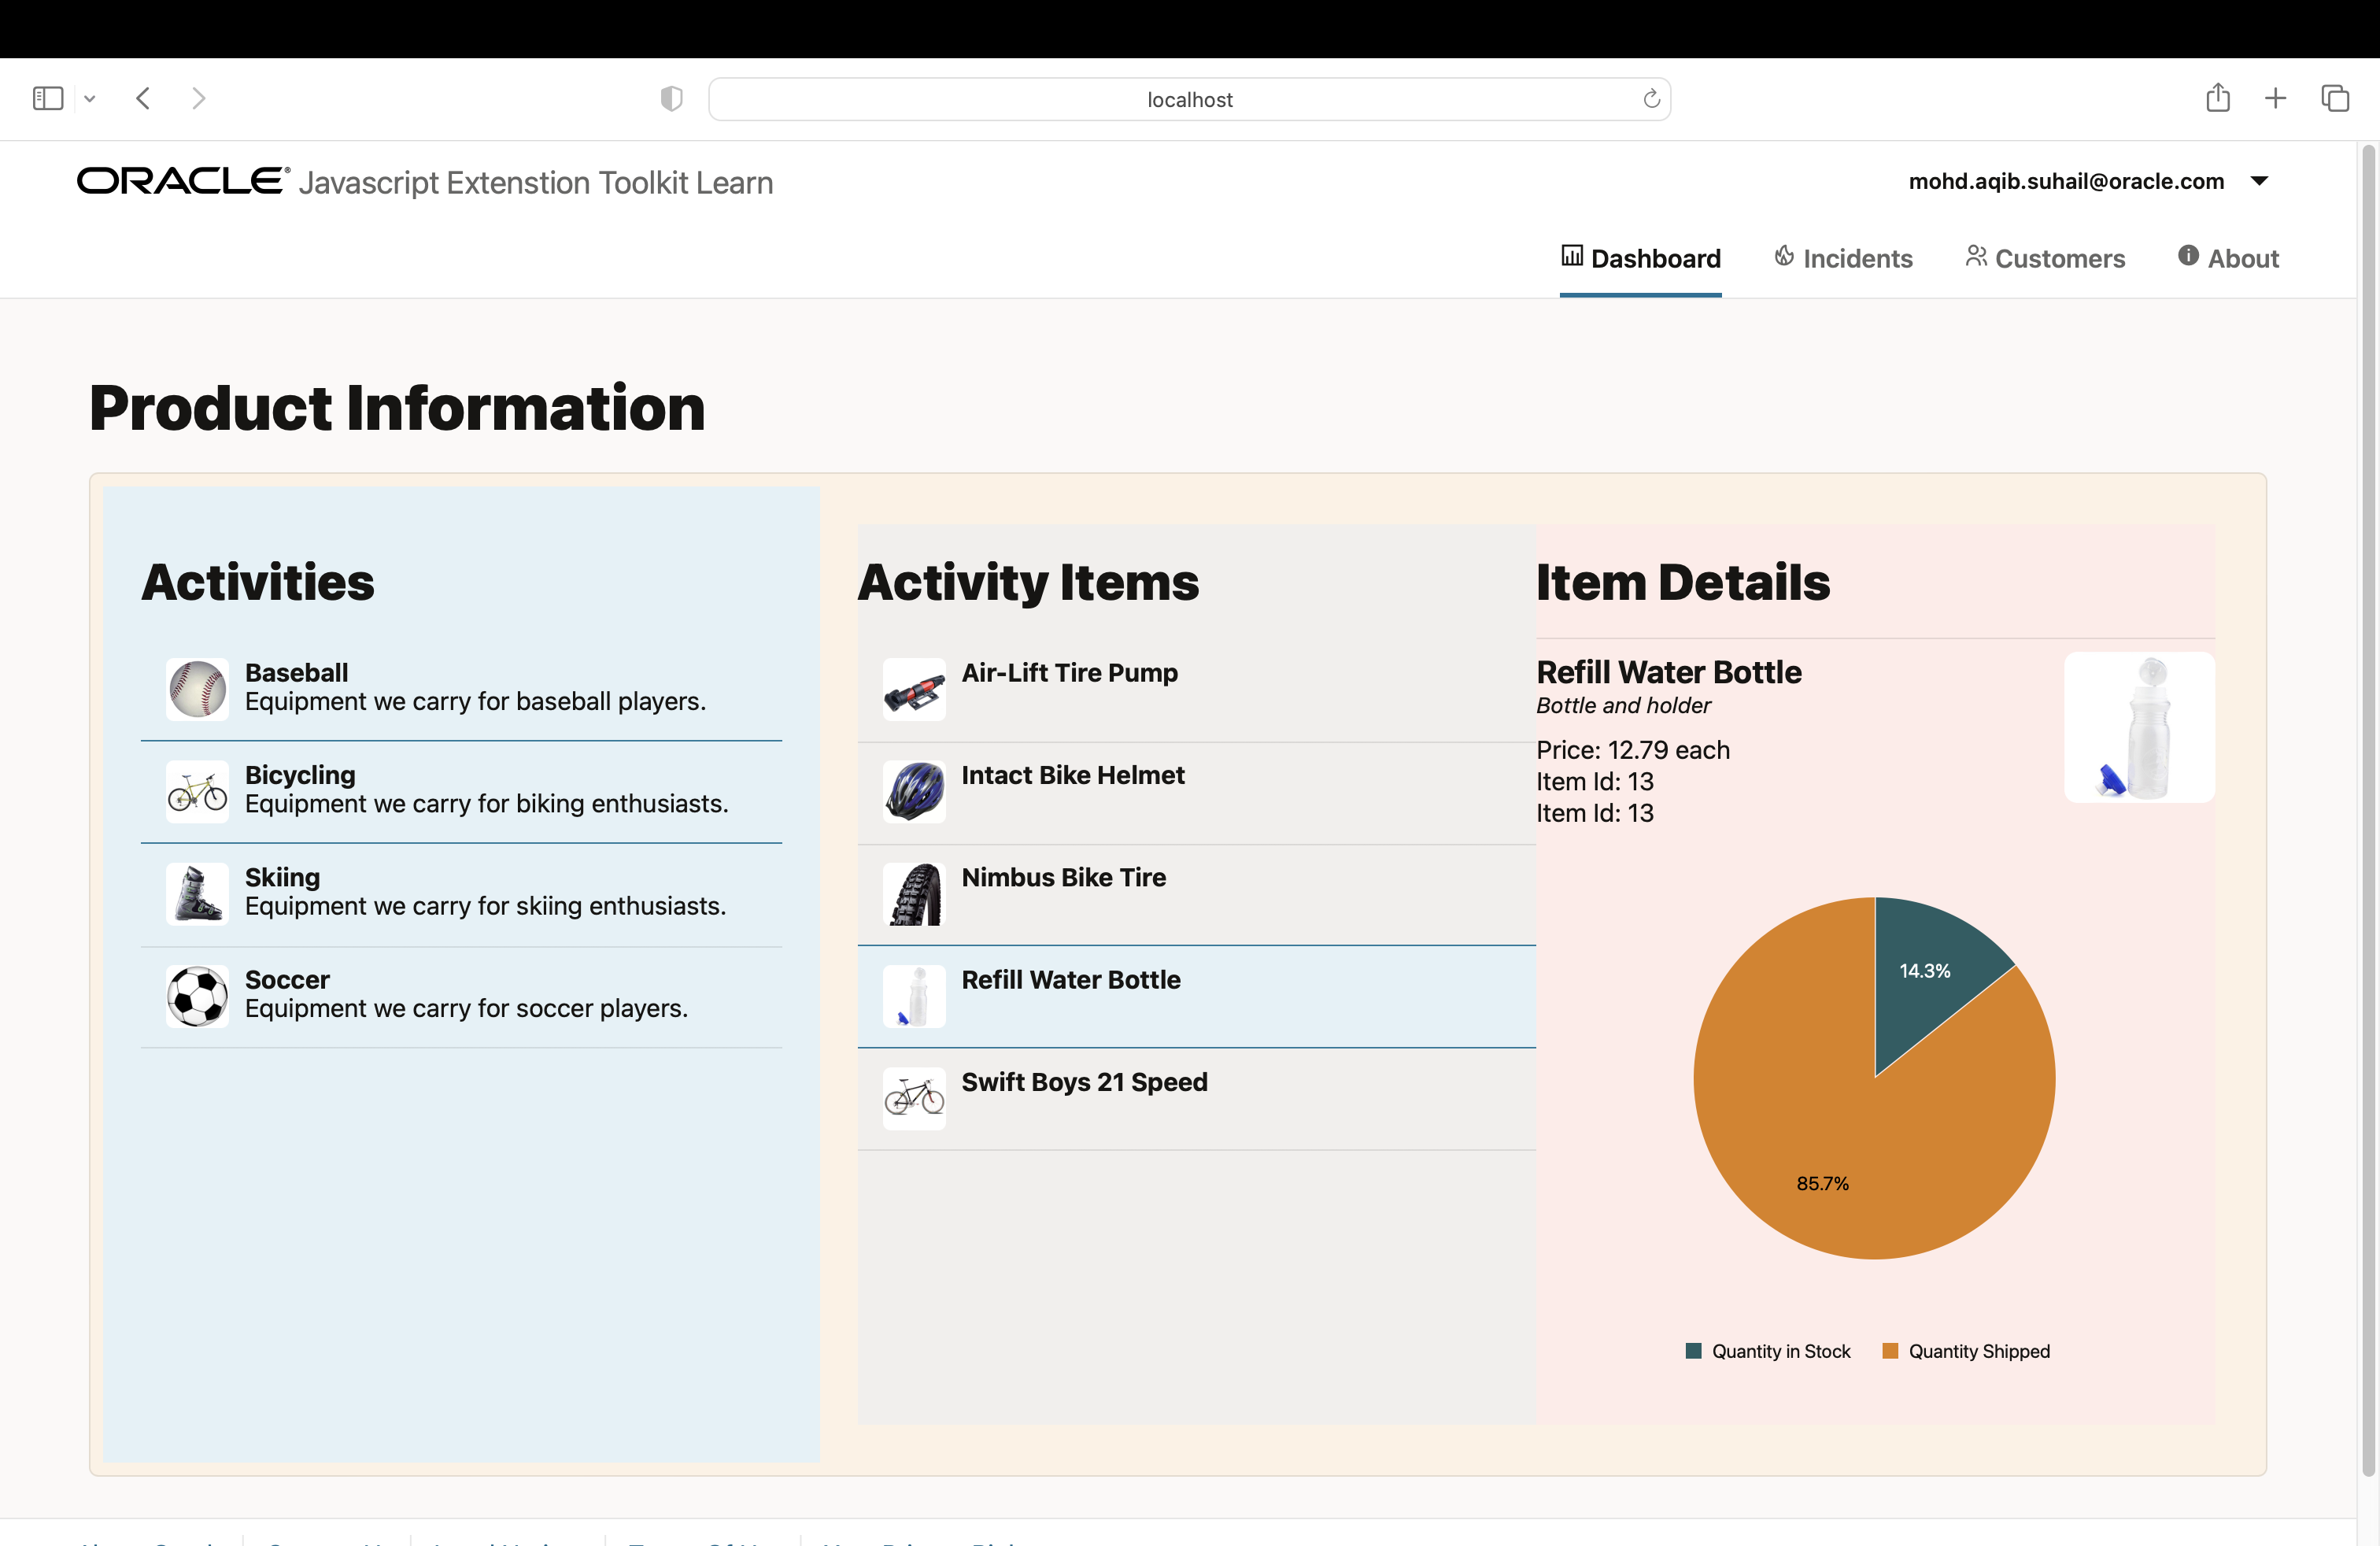 localhost
ORACLE® Javascript Extenstion Toolkit Learn
mohd.aqib.suhail@oracle.com
Dashboard
Incidents
Customers
About
Product Information
Activities
Baseball
Equipment we carry for baseball players.
Bicycling
Equipment we carry for biking enthusiasts.
Skiing
Equipment we carry for skiing enthusiasts.
Soccer
Equipment we carry for soccer players.
Activity Items
Air-Lift Tire Pump
Intact Bike Helmet
Nimbus Bike Tire
Refill Water Bottle
Swift Boys 21 Speed
Item Details
Refill Water Bottle
Bottle and holder
Price: 12.79 each
Item Id: 13
Item Id: 13
14.3%
85.7%
Quantity in Stock
Quantity Shipped